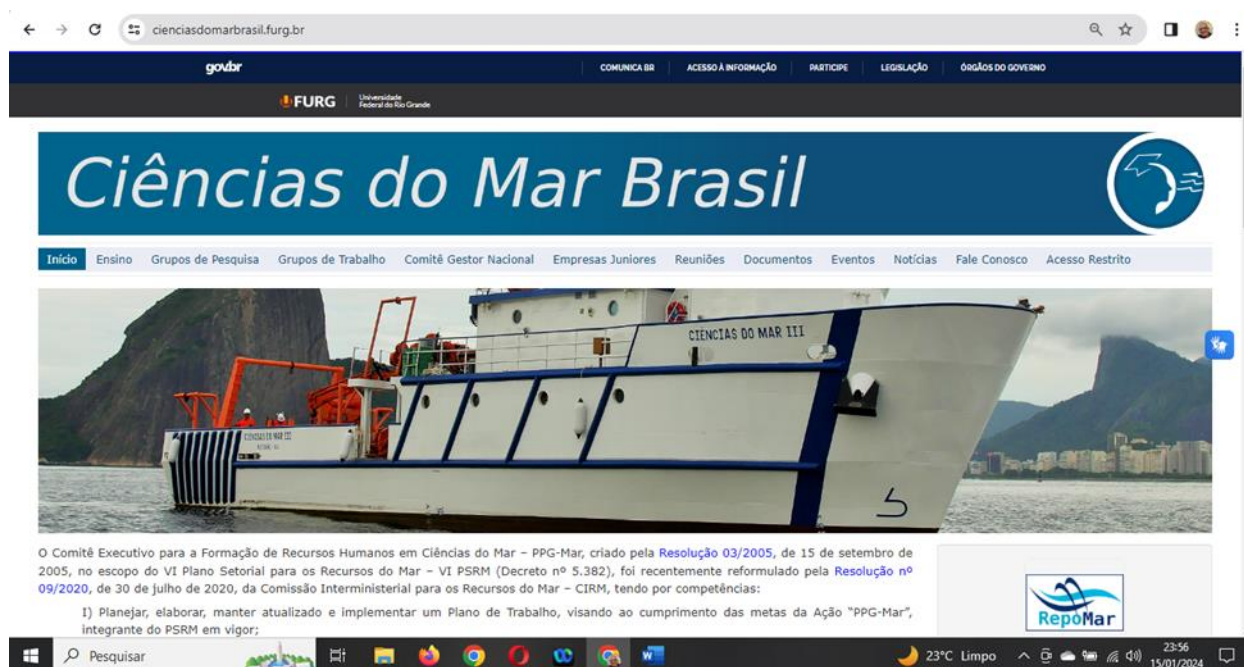 cienciasdomarbrasil.furg.br
gov.br
COMUNICA BR ACESSO À INFORMAÇÃO PARTICIPE LEGISLAÇÃO ÓRGÃOS DO GOVERNO
FURG Universidade
Federal do Rio Grande
Ciências do Mar Brasil
Início Ensino Grupos de Pesquisa Grupos de Trabalho Comitê Gestor Nacional Empresas Juniores Reuniões Documentos Eventos Notícias Fale Conosco Acesso Restrito
CIÊNCIAS DO MAR III
CIÊNCIAS DO MAR III
O Comitê Executivo para a Formação de Recursos Humanos em Ciências do Mar – PPG-Mar, criado pela Resolução 03/2005, de 15 de setembro de
2005, no escopo do VI Plano Setorial para os Recursos do Mar – VI PSRM (Decreto nº 5.382), foi recentemente reformulado pela Resolução nº
09/2020, de 30 de julho de 2020, da Comissão Interministerial para os Recursos do Mar – CIRM, tendo por competências:
I) Planejar, elaborar, manter atualizado e implementar um Plano de Trabalho, visando ao cumprimento das metas da Ação "PPG-Mar",
integrante do PSRM em vigor;
RepoMar
Pesquisar
23°C Limpo
23:56
15/01/2024